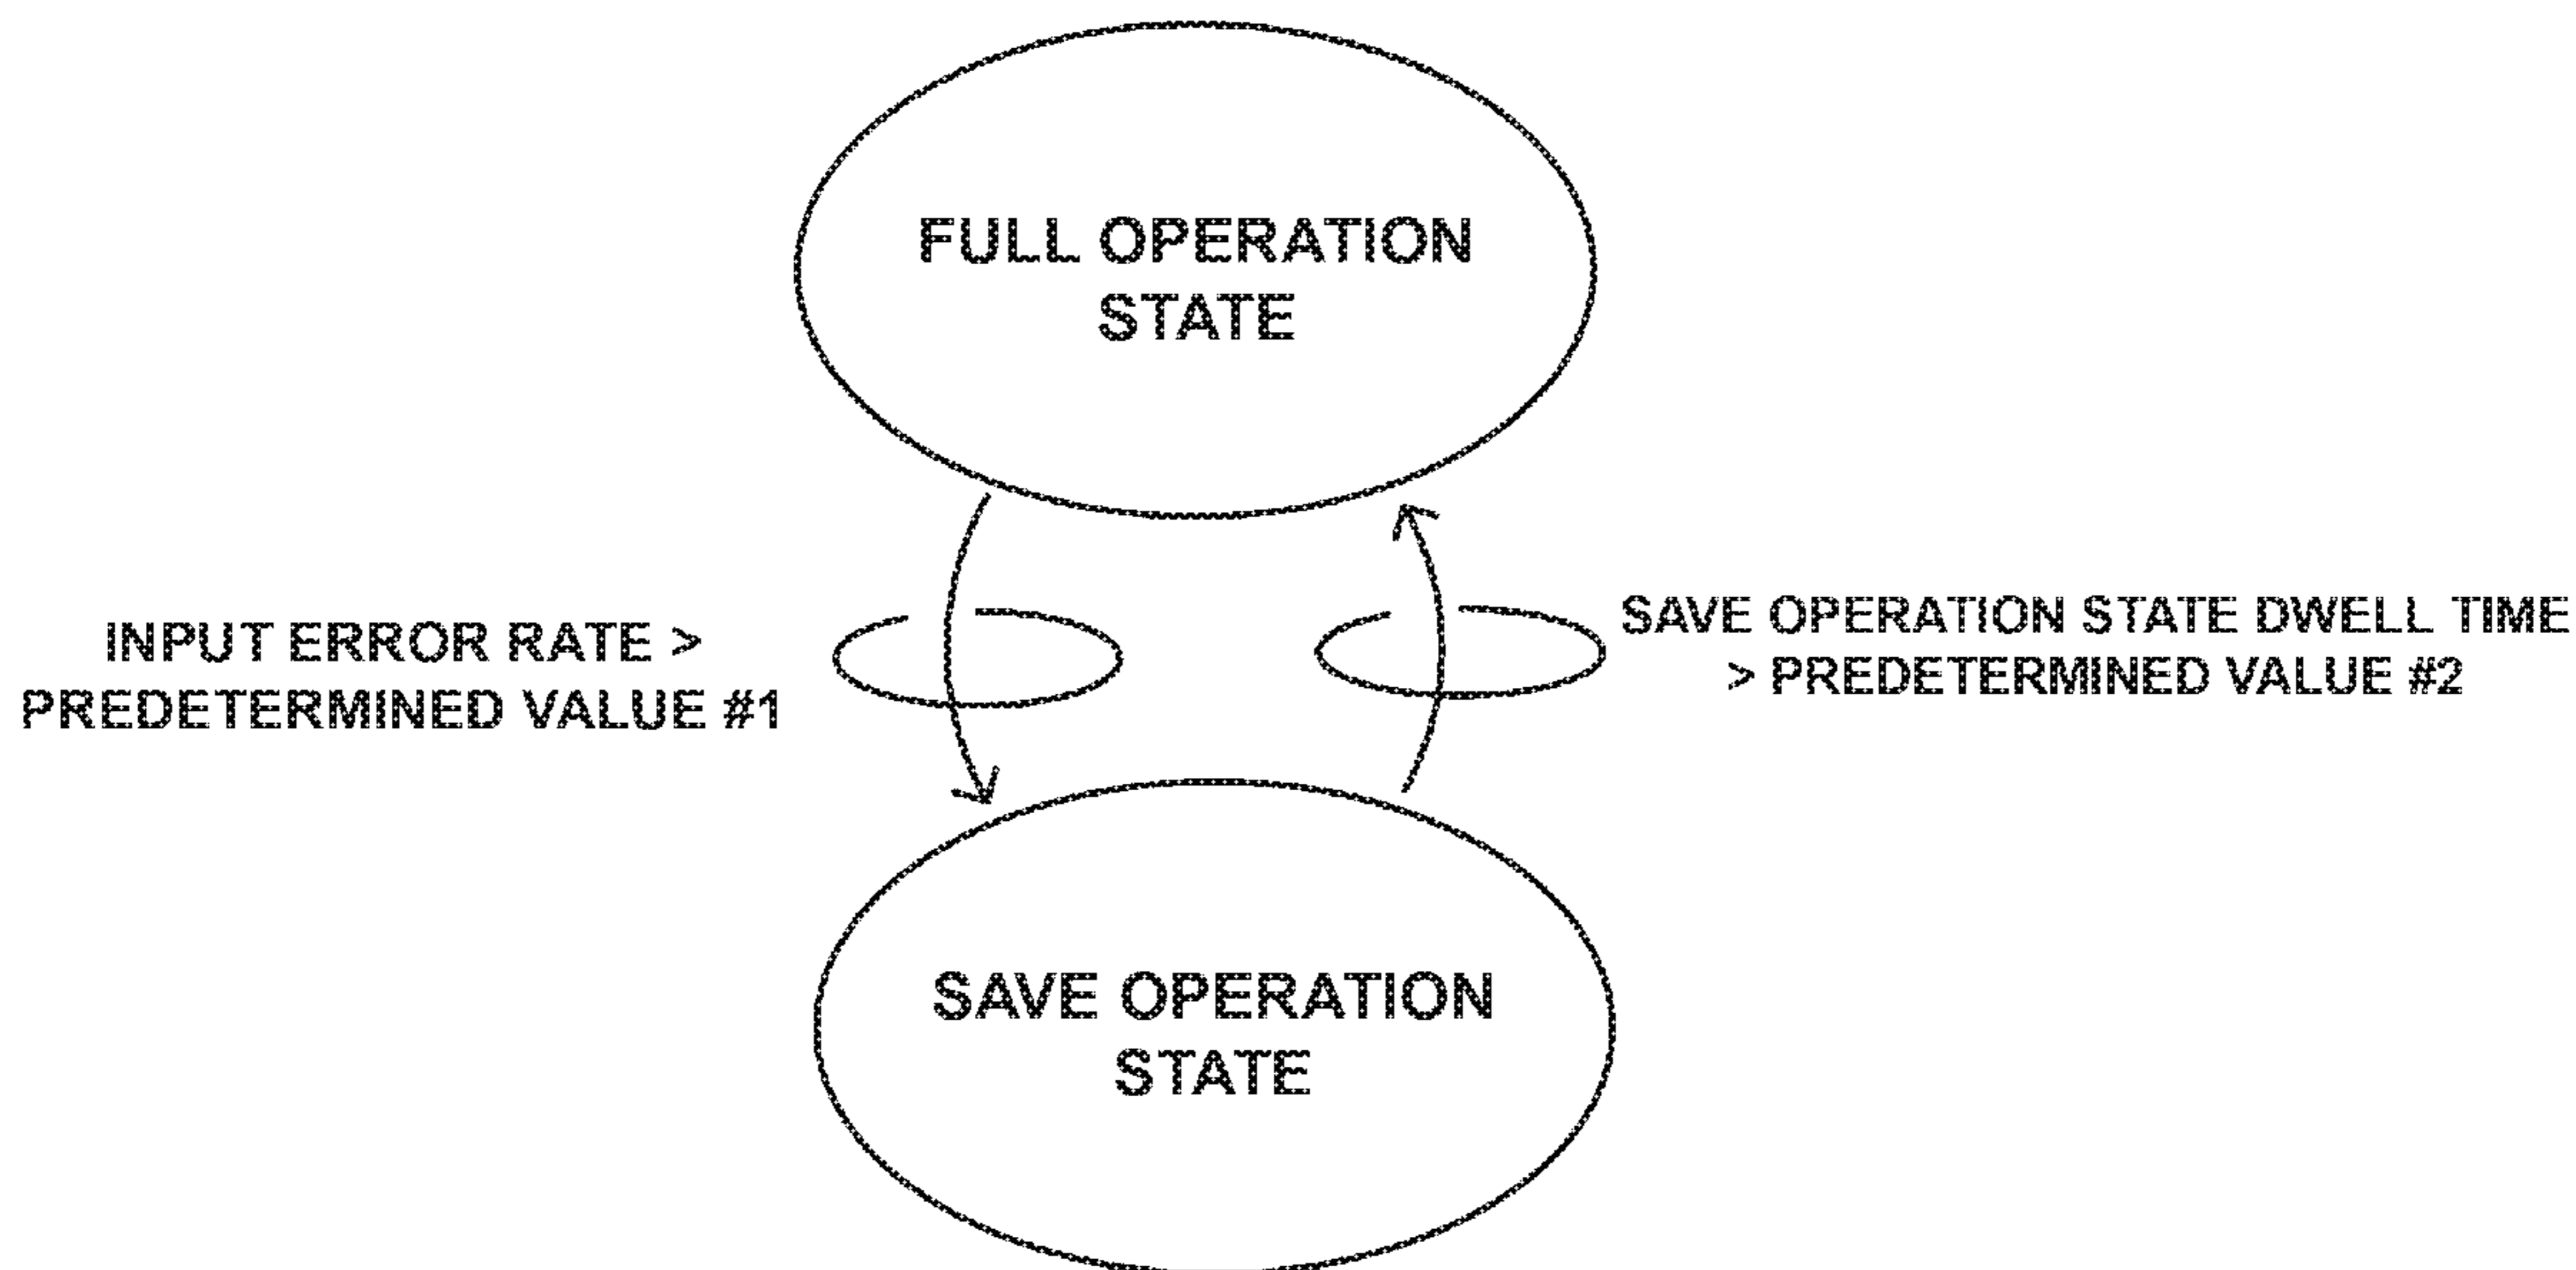 FULL OPERATION
STATE
INPUT ERROR RATE >
PREDETERMINED VALUE #1
SAVE OPERATION STATE DWELL TIME
> PREDETERMINED VALUE #2
SAVE OPERATION
STATE